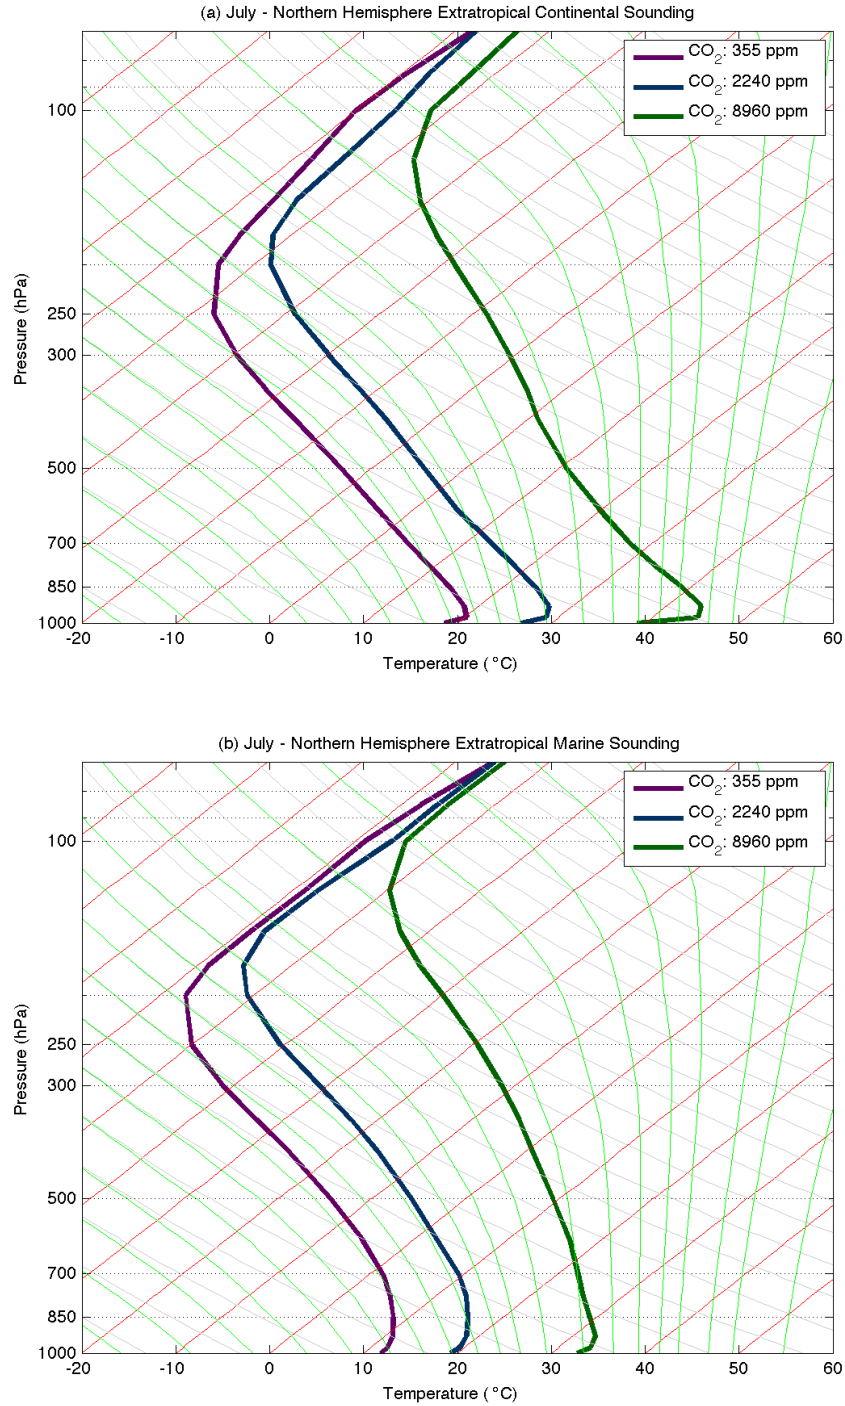 (a) July - Northern Hemisphere Extratropical Continental Sounding
CO2: 355 ppm
CO2: 2240 ppm
CO2: 8960 ppm
100
250
300
500
700
850
1000
Pressure (hPa)
-20 -10 0 10 20 30 40 50 60
Temperature (°C)
(b) July - Northern Hemisphere Extratropical Marine Sounding
CO2: 355 ppm
CO2: 2240 ppm
CO2: 8960 ppm
100
250
300
500
700
850
1000
Pressure (hPa)
-20 -10 0 10 20 30 40 50 60
Temperature (°C)